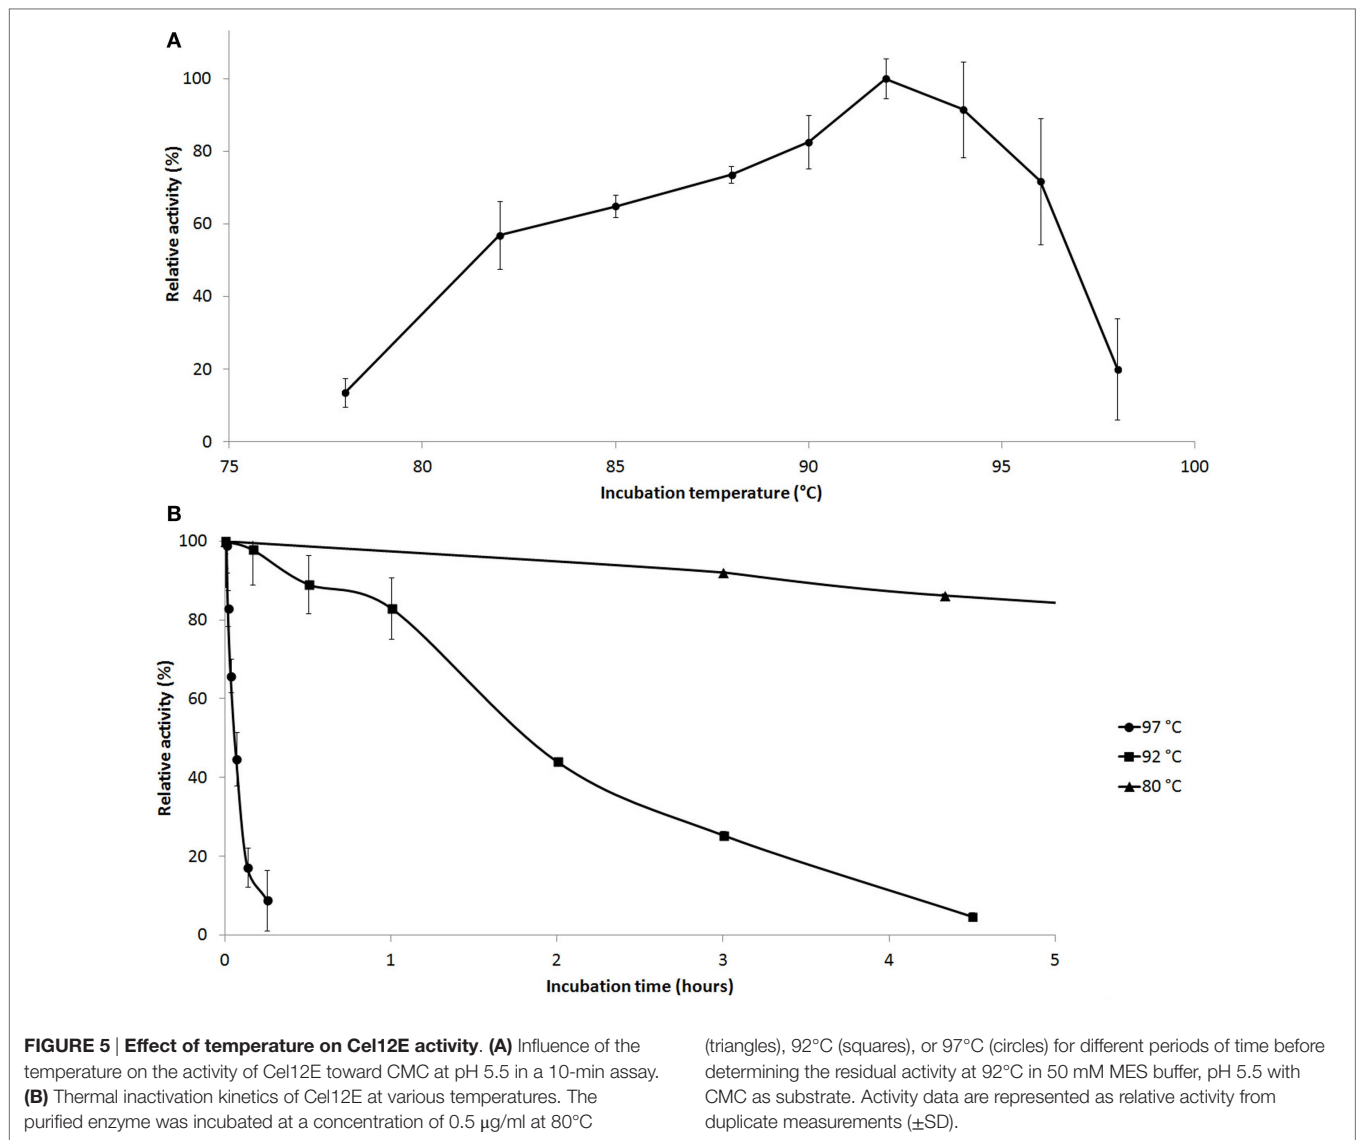 A
100
80
60
40
20
0
Relative activity (%)
75 80 85 90 95 100
Incubation temperature (°C)
B
100
80
60
40
20
0
Relative activity (%)
97 °C
92 °C
80 °C
0 1 2 3 4 5
Incubation time (hours)
FIGURE 5 | Effect of temperature on Cel12E activity. (A) Influence of the
temperature on the activity of Cel12E toward CMC at pH 5.5 in a 10-min assay.
(B) Thermal inactivation kinetics of Cel12E at various temperatures. The
purified enzyme was incubated at a concentration of 0.5 μg/ml at 80°C
(triangles), 92°C (squares), or 97°C (circles) for different periods of time before
determining the residual activity at 92°C in 50 mM MES buffer, pH 5.5 with
CMC as substrate. Activity data are represented as relative activity from
duplicate measurements (±SD).